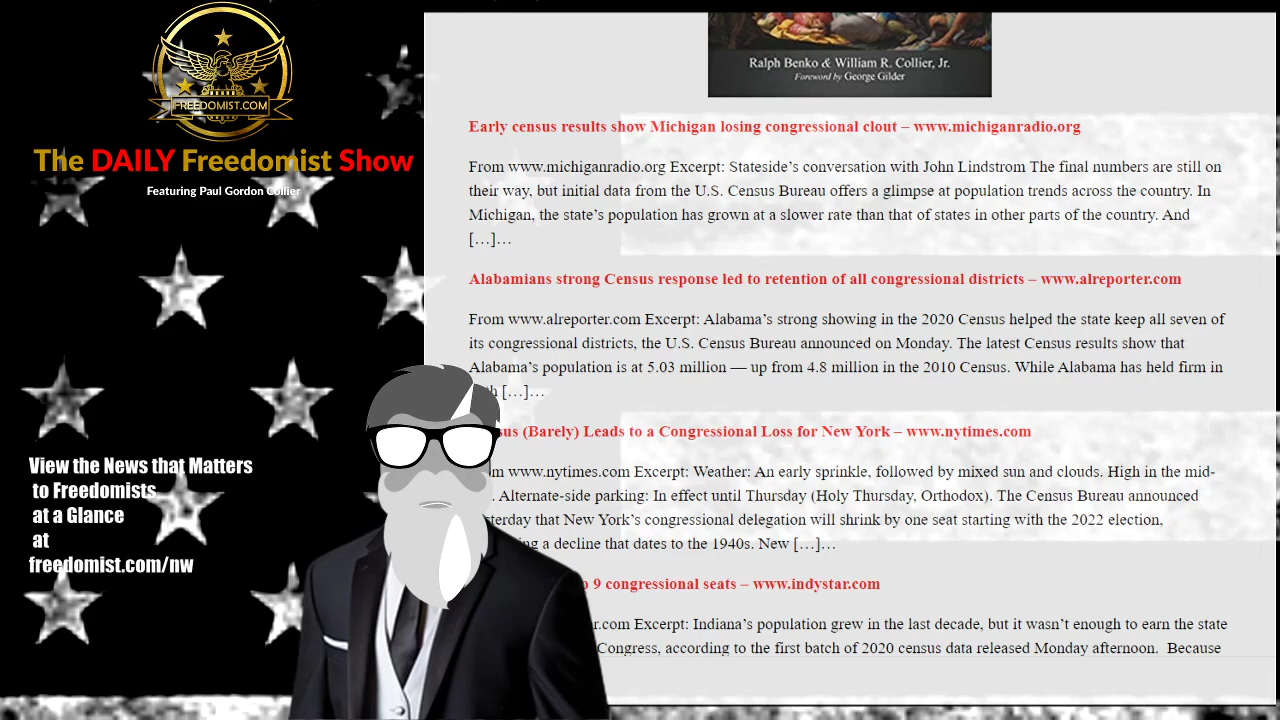 FREEDOMIST.COM
The DAILY Freedomist Show
Featuring Paul Gordon Collier
View the News that Matters
to Freedomists
at a Glance
at
freedomist.com/nw
Ralph Benko & William R. Collier, Jr.
Foreword by George Gilder
Early census results show Michigan losing congressional clout – www.michiganradio.org
From www.michiganradio.org Excerpt: Stateside’s conversation with John Lindstrom The final numbers are still on
their way, but initial data from the U.S. Census Bureau offers a glimpse at population trends across the country. In
Michigan, the state’s population has grown at a slower rate than that of states in other parts of the country. And
[…]…
Alabamians strong Census response led to retention of all congressional districts – www.alreporter.com
From www.alreporter.com Excerpt: Alabama’s strong showing in the 2020 Census helped the state keep all seven of
its congressional districts, the U.S. Census Bureau announced on Monday. The latest Census results show that
Alabama’s population is at 5.03 million — up from 4.8 million in the 2010 Census. While Alabama has held firm in
[…]…
(Barely) Leads to a Congressional Loss for New York – www.nytimes.com
www.nytimes.com Excerpt: Weather: An early sprinkle, followed by mixed sun and clouds. High in the mid-
. Alternate-side parking: In effect until Thursday (Holy Thursday, Orthodox). The Census Bureau announced
that New York’s congressional delegation will shrink by one seat starting with the 2022 election,
a decline that dates to the 1940s. New […]…
9 congressional seats – www.indystar.com
Excerpt: Indiana’s population grew in the last decade, but it wasn’t enough to earn the state
Congress, according to the first batch of 2020 census data released Monday afternoon. Because